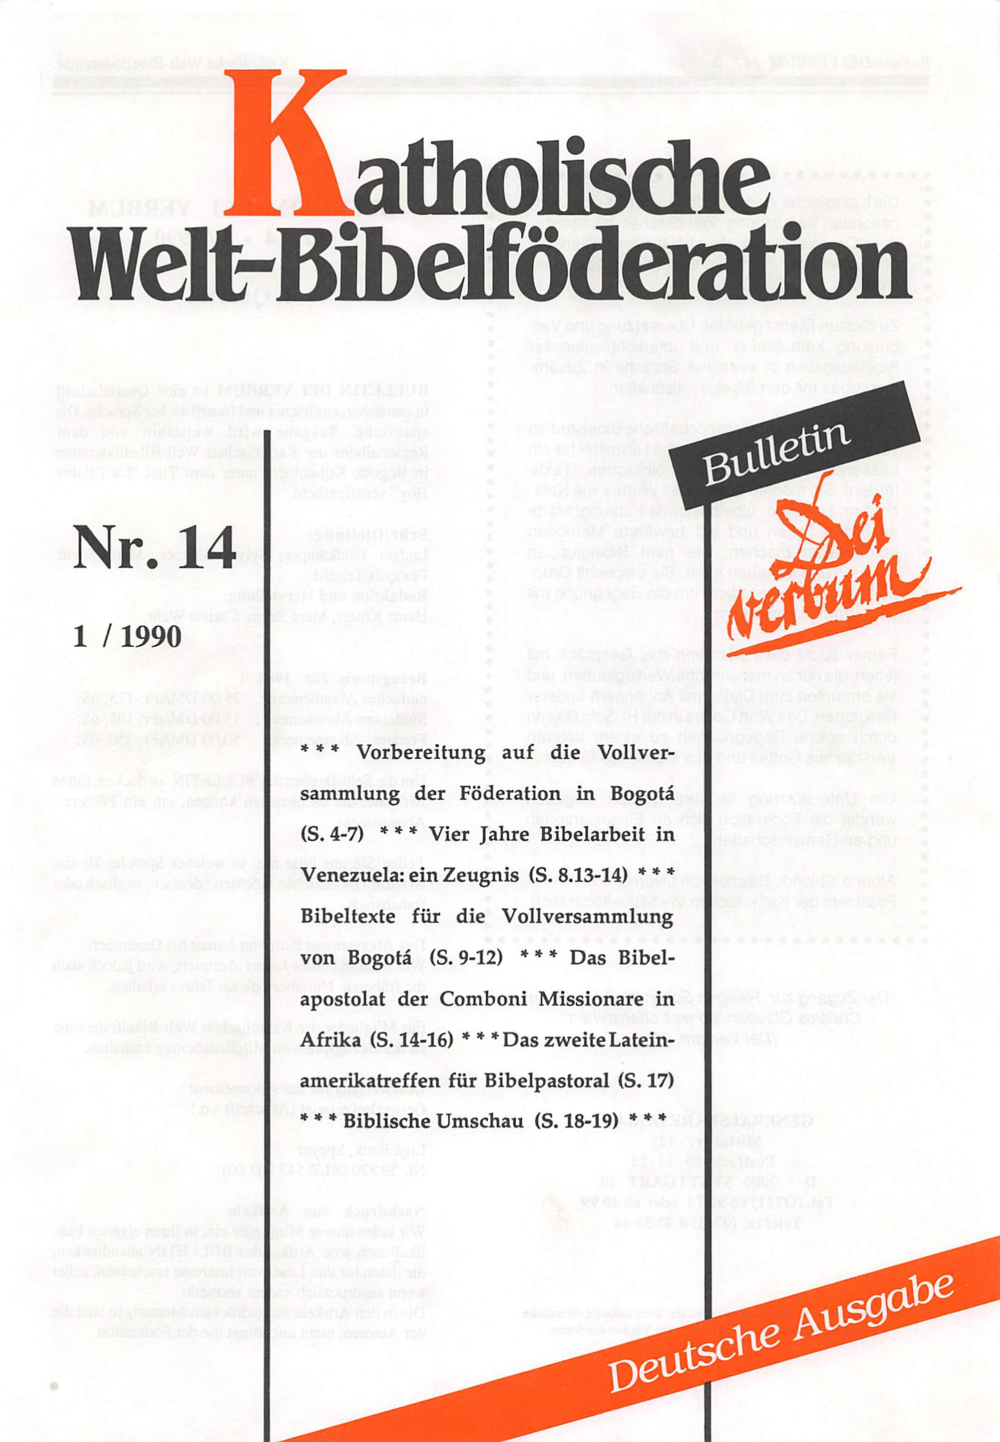 Katholische
Welt-Bibelföderation
Bulletin
Dei
verbum
Nr. 14
1 / 1990
*** Vorbereitung auf die Vollver-
sammlung der Föderation in Bogotá
(S. 4-7) *** Vier Jahre Bibelarbeit in
Venezuela: ein Zeugnis (S. 8.13-14) ***
Bibeltexte für die Vollversammlung
von Bogotá (S. 9-12) *** Das Bibel-
apostolat der Comboni Missionare in
Afrika (S. 14-16) *** Das zweite Latein-
amerikatreffen für Bibelpastoral (S. 17)
*** Biblische Umschau (S. 18-19) ***
Deutsche Ausgabe